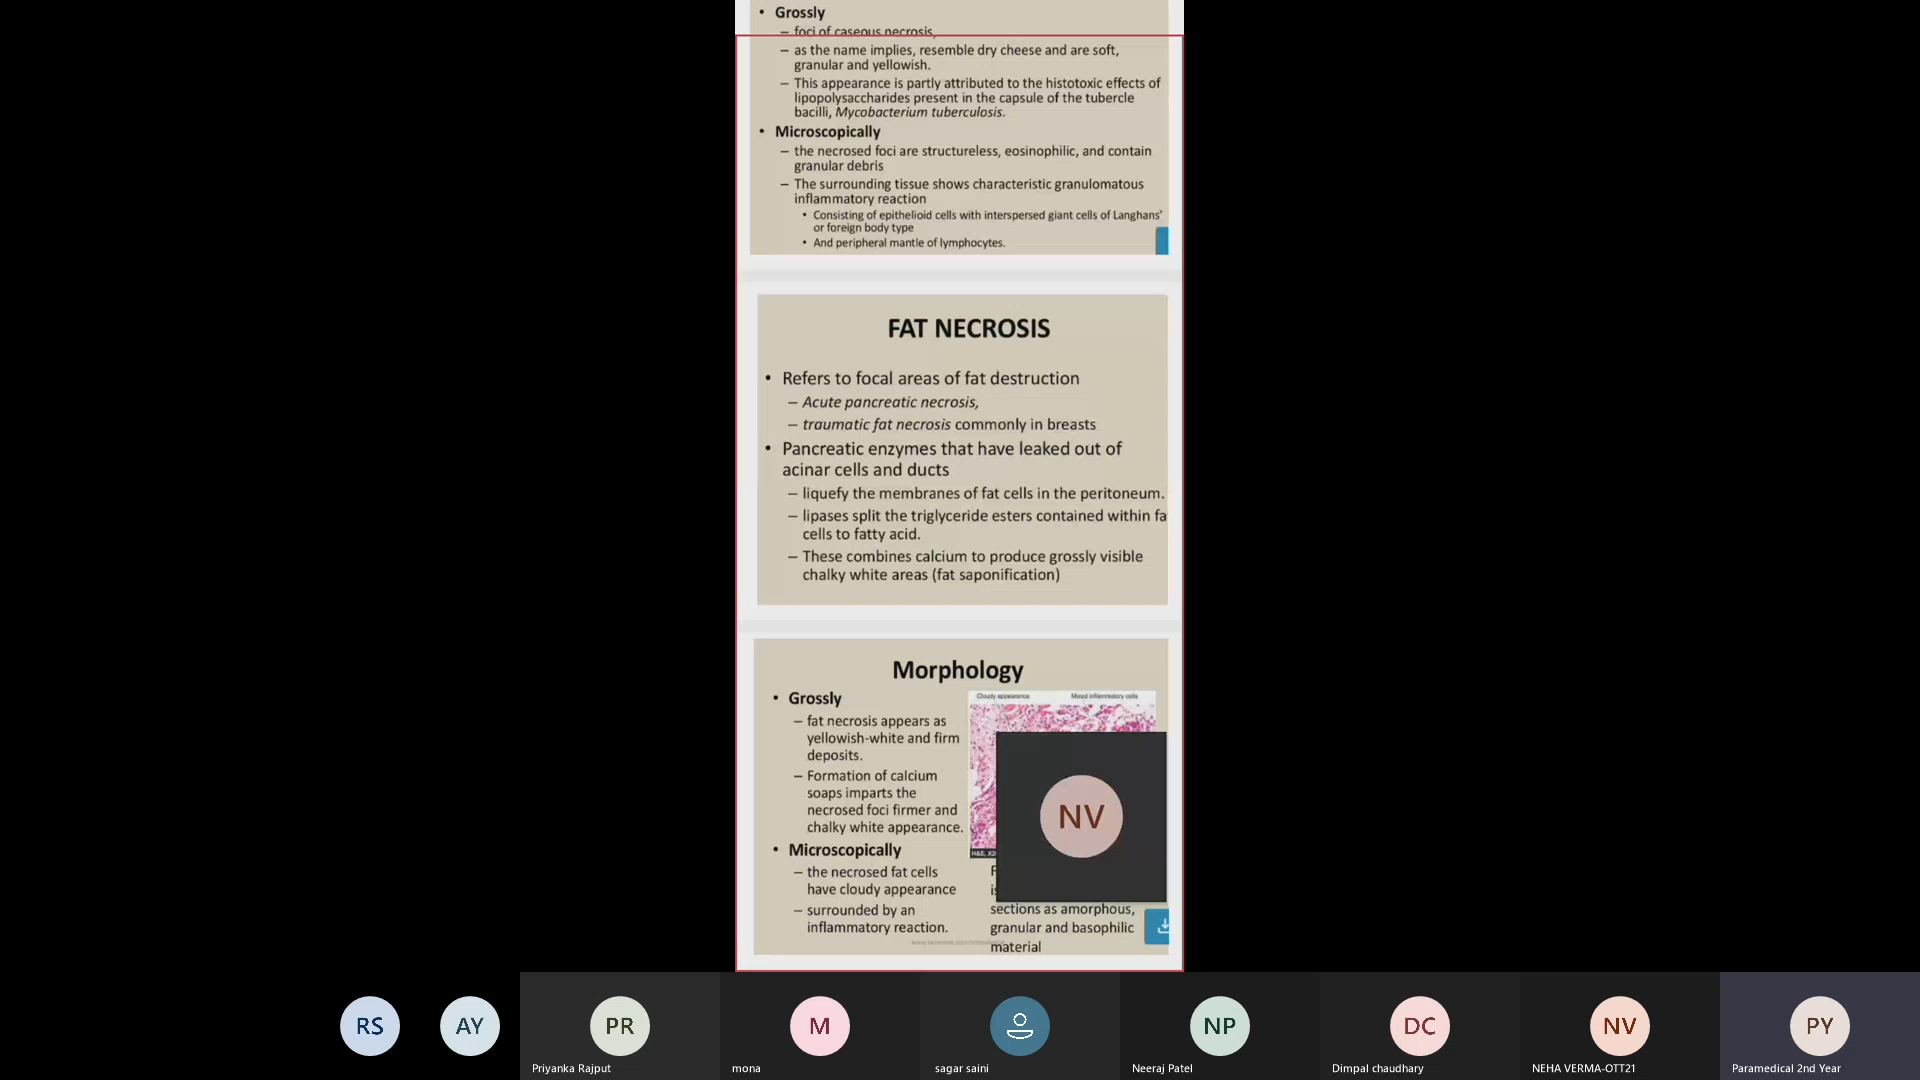 • Grossly
– foci of caseous necrosis,
– as the name implies, resemble dry cheese and are soft,
granular and yellowish.
– This appearance is partly attributed to the histotoxic effects of
lipopolysaccharides present in the capsule of the tubercle
bacilli, Mycobacterium tuberculosis.
• Microscopically
– the necrosed foci are structureless, eosinophilic, and contain
granular debris
– The surrounding tissue shows characteristic granulomatous
inflammatory reaction
• Consisting of epithelioid cells with interspersed giant cells of Langhans'
or foreign body type
• And peripheral mantle of lymphocytes.
FAT NECROSIS
• Refers to focal areas of fat destruction
– Acute pancreatic necrosis,
– traumatic fat necrosis commonly in breasts
• Pancreatic enzymes that have leaked out of
acinar cells and ducts
– liquefy the membranes of fat cells in the peritoneum.
– lipases split the triglyceride esters contained within fa
cells to fatty acid.
– These combines calcium to produce grossly visible
chalky white areas (fat saponification)
Morphology
• Grossly
– fat necrosis appears as
yellowish-white and firm
deposits.
– Formation of calcium
soaps imparts the
necrosed foci firmer and
chalky white appearance.
• Microscopically
– the necrosed fat cells
have cloudy appearance
– surrounded by an
inflammatory reaction.
Cloudy appearance Mixed inflammatory cells
NV
H&E,
sections as amorphous,
granular and basophilic
material
RS
AY
PR
Priyanka Rajput
M
mona
sagar saini
NP
Neeraj Patel
DC
Dimpal chaudhary
NV
NEHA VERMA-OTT21
PY
Paramedical 2nd Year